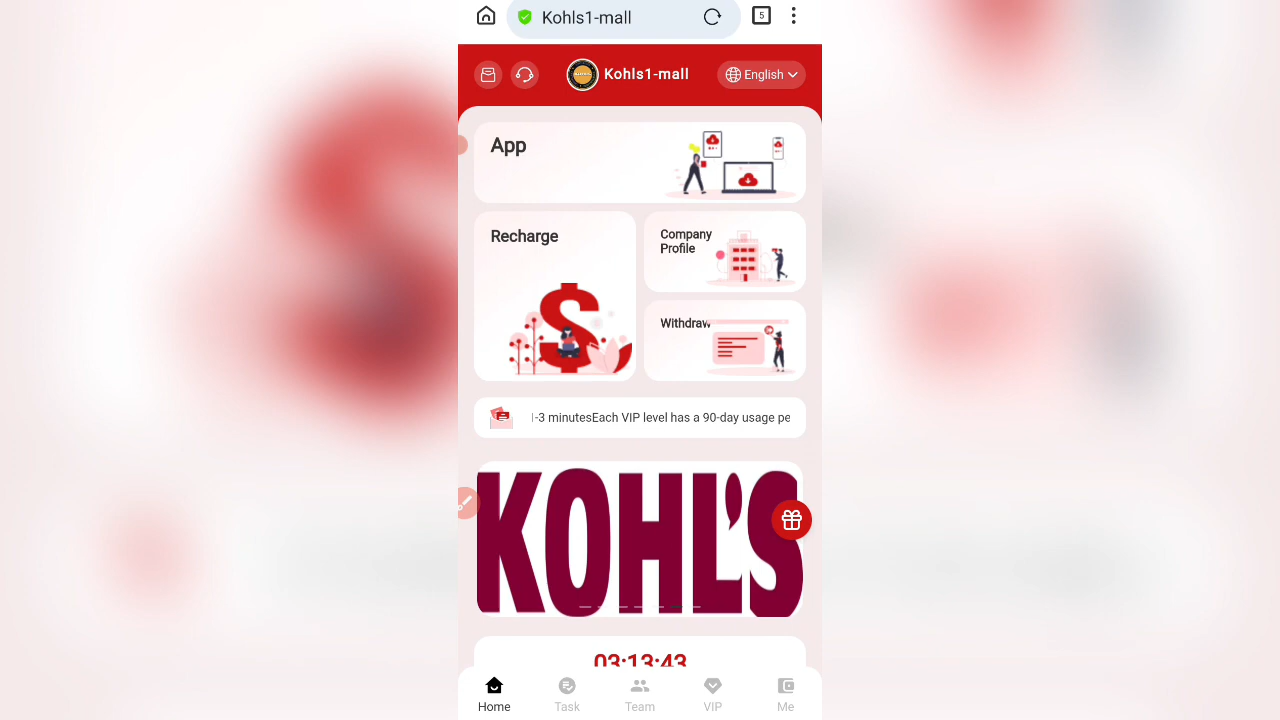 Kohls1-mall
5
Kohls1-mall
English
App
Recharge
Company
Profile
Withdraw
-3 minutesEach VIP level has a 90-day usage pe
KOHL'S
03:13:43
Home
Task
Team
VIP
Me